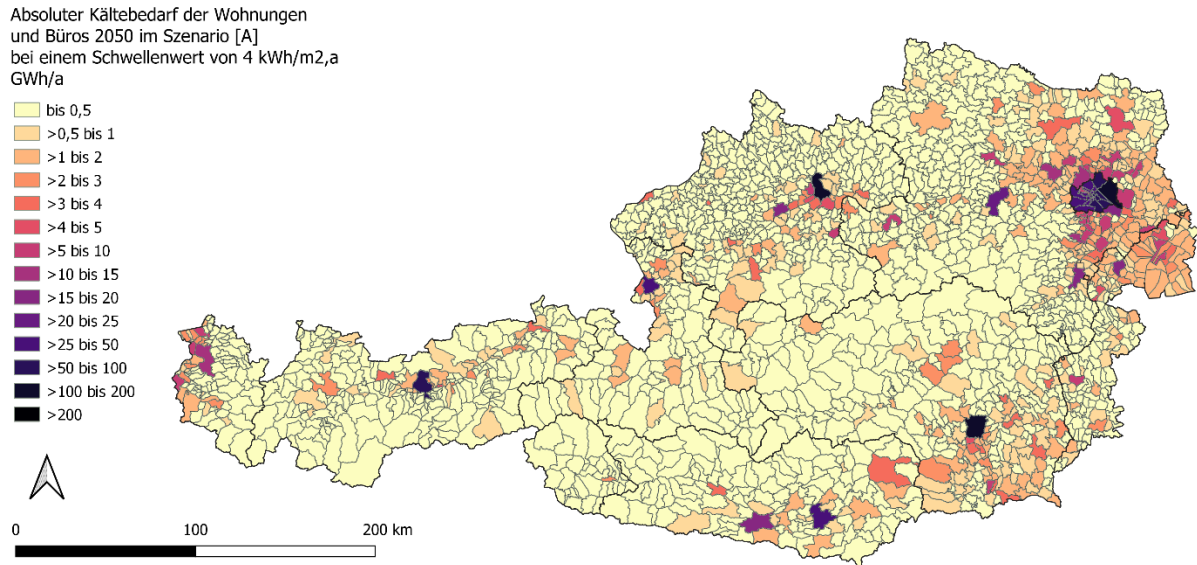 Absoluter Kältebedarf der Wohnungen
und Büros 2050 im Szenario [A]
bei einem Schwellenwert von 4 kWh/m2,a
GWh/a
bis 0,5
>0,5 bis 1
>1 bis 2
>2 bis 3
>3 bis 4
>4 bis 5
>5 bis 10
>10 bis 15
>15 bis 20
>20 bis 25
>25 bis 50
>50 bis 100
>100 bis 200
>200
0 100 200 km